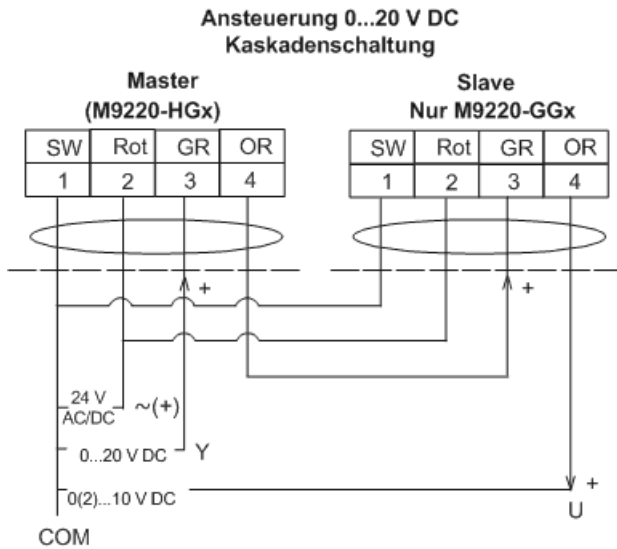 Ansteuerung 0...20 V DC
Kaskadenschaltung
Master
(M9220-HGx)
Slave
Nur M9220-GGx
SW Rot GR OR
1 2 3 4
SW Rot GR OR
1 2 3 4
+
+
24 V
AC/DC
~(+)
0...20 V DC
Y
0(2)...10 V DC
+
U
COM